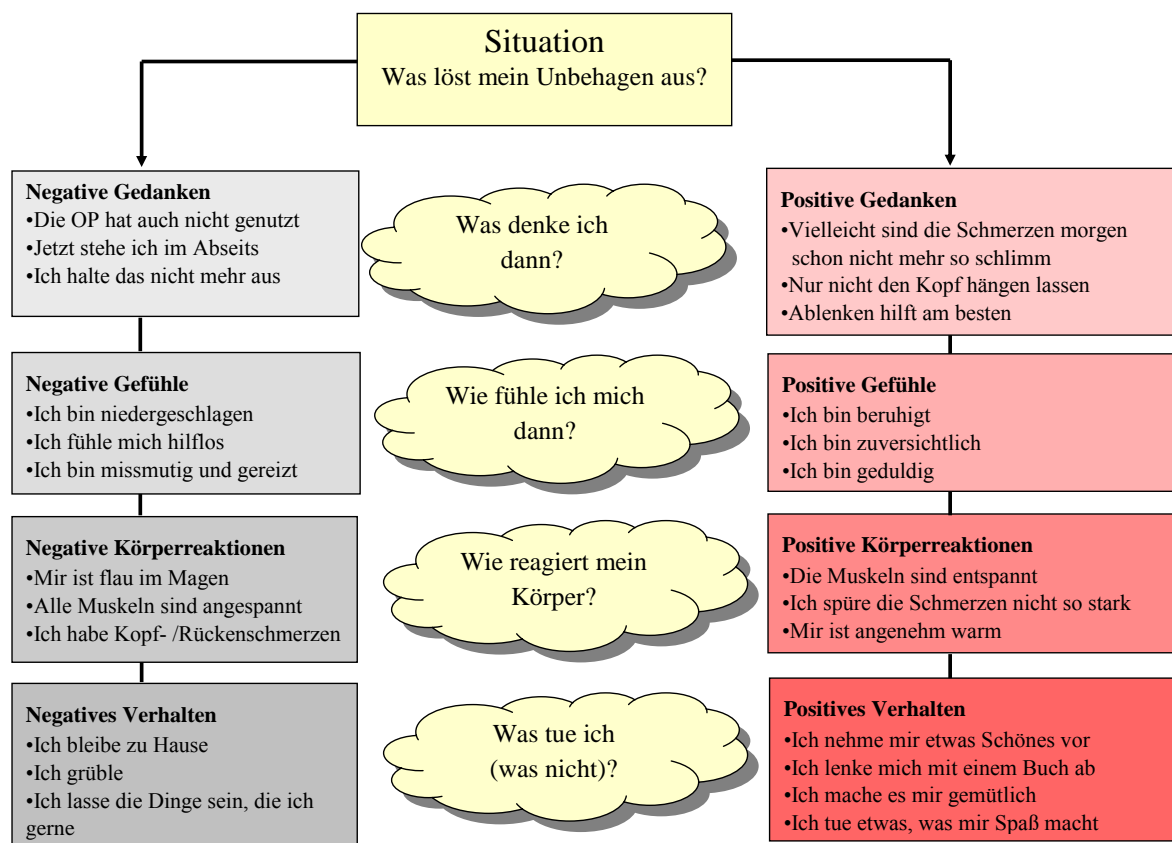 Situation
Was löst mein Unbehagen aus?
Negative Gedanken
•Die OP hat auch nicht genutzt
•Jetzt stehe ich im Abseits
•Ich halte das nicht mehr aus
Was denke ich
dann?
Positive Gedanken
•Vielleicht sind die Schmerzen morgen
schon nicht mehr so schlimm
•Nur nicht den Kopf hängen lassen
•Ablenken hilft am besten
Negative Gefühle
•Ich bin niedergeschlagen
•Ich fühle mich hilflos
•Ich bin missmutig und gereizt
Wie fühle ich mich
dann?
Positive Gefühle
•Ich bin beruhigt
•Ich bin zuversichtlich
•Ich bin geduldig
Negative Körperreaktionen
•Mir ist flau im Magen
•Alle Muskeln sind angespannt
•Ich habe Kopf- /Rückenschmerzen
Wie reagiert mein
Körper?
Positive Körperreaktionen
•Die Muskeln sind entspannt
•Ich spüre die Schmerzen nicht so stark
•Mir ist angenehm warm
Negatives Verhalten
•Ich bleibe zu Hause
•Ich grüble
•Ich lasse die Dinge sein, die ich
gerne
Was tue ich
(was nicht)?
Positives Verhalten
•Ich nehme mir etwas Schönes vor
•Ich lenke mich mit einem Buch ab
•Ich mache es mir gemütlich
•Ich tue etwas, was mir Spaß macht